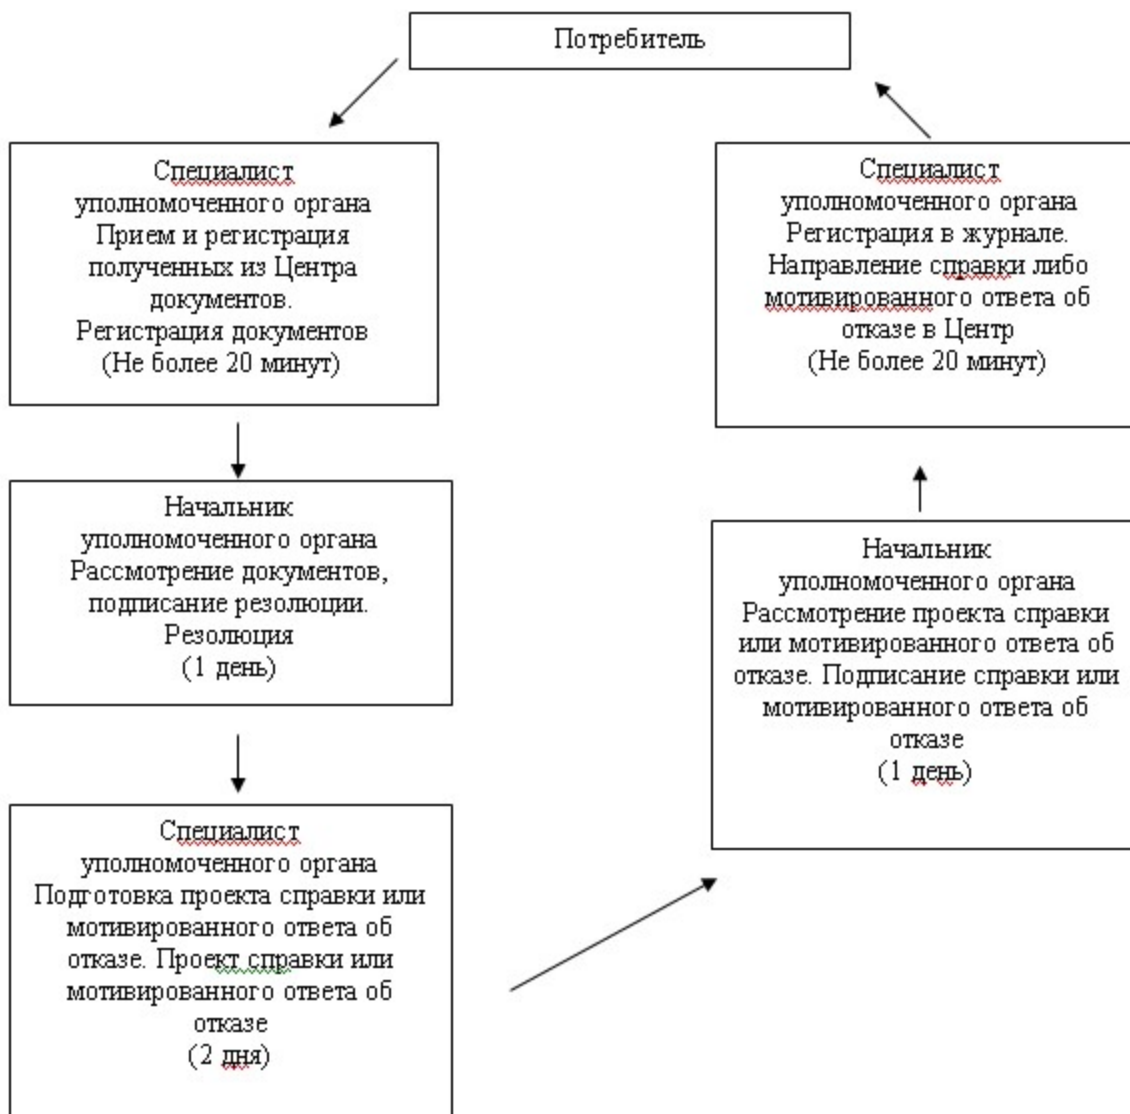 Потребитель
Специалист
уполномоченного органа
Прием и регистрация
полученных из Центра
документов.
Регистрация документов
(Не более 20 минут)
Начальник
уполномоченного органа
Рассмотрение документов,
подписание резолюции.
Резолюция
(1 день)
Специалист
уполномоченного органа
Подготовка проекта справки или
мотивированного ответа об
отказе. Проект справки или
мотивированного ответа об
отказе
(2 дня)
Начальник
уполномоченного органа
Рассмотрение проекта справки
или мотивированного ответа об
отказе. Подписание справки или
мотивированного ответа об
отказе
(1 день)
Специалист
уполномоченного органа
Регистрация в журнале.
Направление справки либо
мотивированного ответа об
отказе в Центр
(Не более 20 минут)